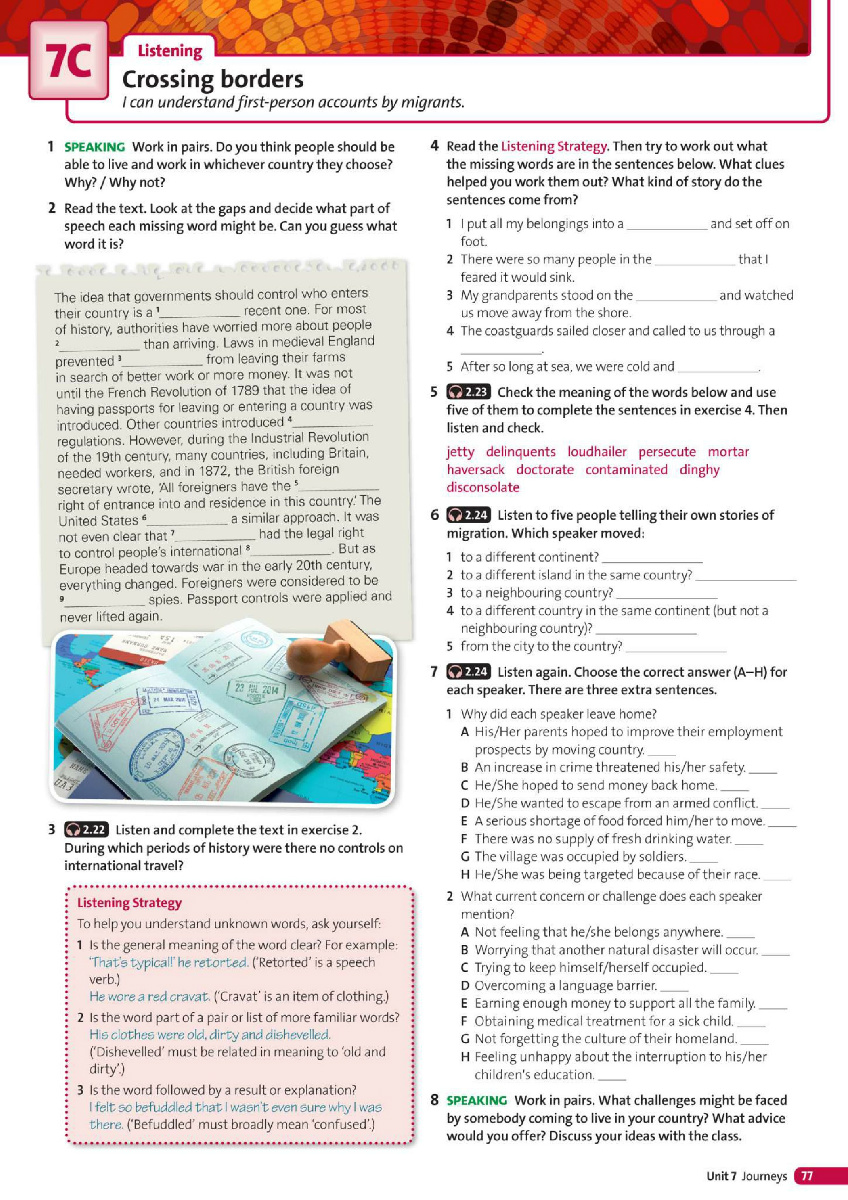 7C
Listening
Crossing borders
I can understand first-person accounts by migrants.
1 SPEAKING Work in pairs. Do you think people should be
able to live and work in whichever country they choose?
Why? / Why not?
2 Read the text. Look at the gaps and decide what part of
speech each missing word might be. Can you guess what
word it is?
The idea that governments should control who enters
their country is a 1____________ recent one. For most
of history, authorities have worried more about people
2____________ than arriving. Laws in medieval England
prevented 3____________ from leaving their farms
in search of better work or more money. It was not
until the French Revolution of 1789 that the idea of
having passports for leaving or entering a country was
introduced. Other countries introduced 4____________
regulations. However, during the Industrial Revolution
of the 19th century, many countries, including Britain,
needed workers, and in 1872, the British foreign
secretary wrote, 'All foreigners have the 5____________
right of entrance into and residence in this country.' The
United States 6____________ a similar approach. It was
not even clear that 7____________ had the legal right
to control people's international 8____________. But as
Europe headed towards war in the early 20th century,
everything changed. Foreigners were considered to be
9____________ spies. Passport controls were applied and
never lifted again.
23 JUL 2014
3 2.22 Listen and complete the text in exercise 2.
During which periods of history were there no controls on
international travel?
Listening Strategy
To help you understand unknown words, ask yourself:
1 Is the general meaning of the word clear? For example:
'That's typical!' he retorted. ('Retorted' is a speech
verb.)
He wore a red cravat. ('Cravat' is an item of clothing.)
2 Is the word part of a pair or list of more familiar words?
His clothes were old, dirty and dishevelled.
('Dishevelled' must be related in meaning to 'old and
dirty'.)
3 Is the word followed by a result or explanation?
I felt so befuddled that I wasn't even sure why I was
there. ('Befuddled' must broadly mean 'confused'.)
4 Read the Listening Strategy. Then try to work out what
the missing words are in the sentences below. What clues
helped you work them out? What kind of story do the
sentences come from?
1 I put all my belongings into a ____________ and set off on
foot.
2 There were so many people in the ____________ that I
feared it would sink.
3 My grandparents stood on the ____________ and watched
us move away from the shore.
4 The coastguards sailed closer and called to us through a
____________.
5 After so long at sea, we were cold and ____________.
5 2.23 Check the meaning of the words below and use
five of them to complete the sentences in exercise 4. Then
listen and check.
jetty delinquents loudhailer persecute mortar
haversack doctorate contaminated dinghy
disconsolate
6 2.24 Listen to five people telling their own stories of
migration. Which speaker moved:
1 to a different continent? ____________
2 to a different island in the same country? ____________
3 to a neighbouring country? ____________
4 to a different country in the same continent (but not a
neighbouring country)? ____________
5 from the city to the country? ____________
7 2.24 Listen again. Choose the correct answer (A–H) for
each speaker. There are three extra sentences.
1 Why did each speaker leave home?
A His/Her parents hoped to improve their employment
prospects by moving country. ____
B An increase in crime threatened his/her safety. ____
C He/She hoped to send money back home. ____
D He/She wanted to escape from an armed conflict. ____
E A serious shortage of food forced him/her to move. ____
F There was no supply of fresh drinking water. ____
G The village was occupied by soldiers. ____
H He/She was being targeted because of their race. ____
2 What current concern or challenge does each speaker
mention?
A Not feeling that he/she belongs anywhere. ____
B Worrying that another natural disaster will occur. ____
C Trying to keep himself/herself occupied. ____
D Overcoming a language barrier. ____
E Earning enough money to support all the family. ____
F Obtaining medical treatment for a sick child. ____
G Not forgetting the culture of their homeland. ____
H Feeling unhappy about the interruption to his/her
children's education. ____
8 SPEAKING Work in pairs. What challenges might be faced
by somebody coming to live in your country? What advice
would you offer? Discuss your ideas with the class.
Unit 7 Journeys 77